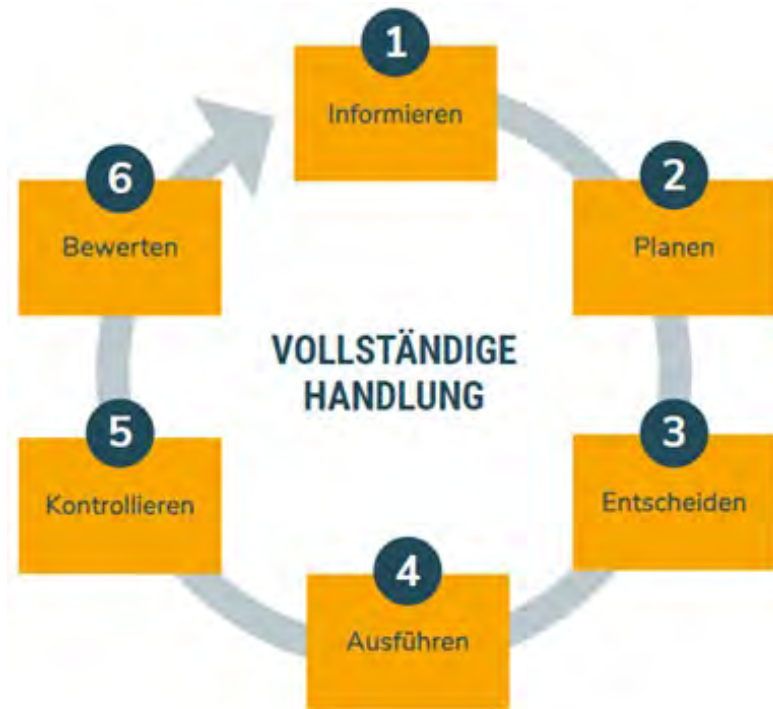 1
Informieren
2
Planen
3
Entscheiden
4
Ausführen
5
Kontrollieren
6
Bewerten
VOLLSTÄNDIGE
HANDLUNG